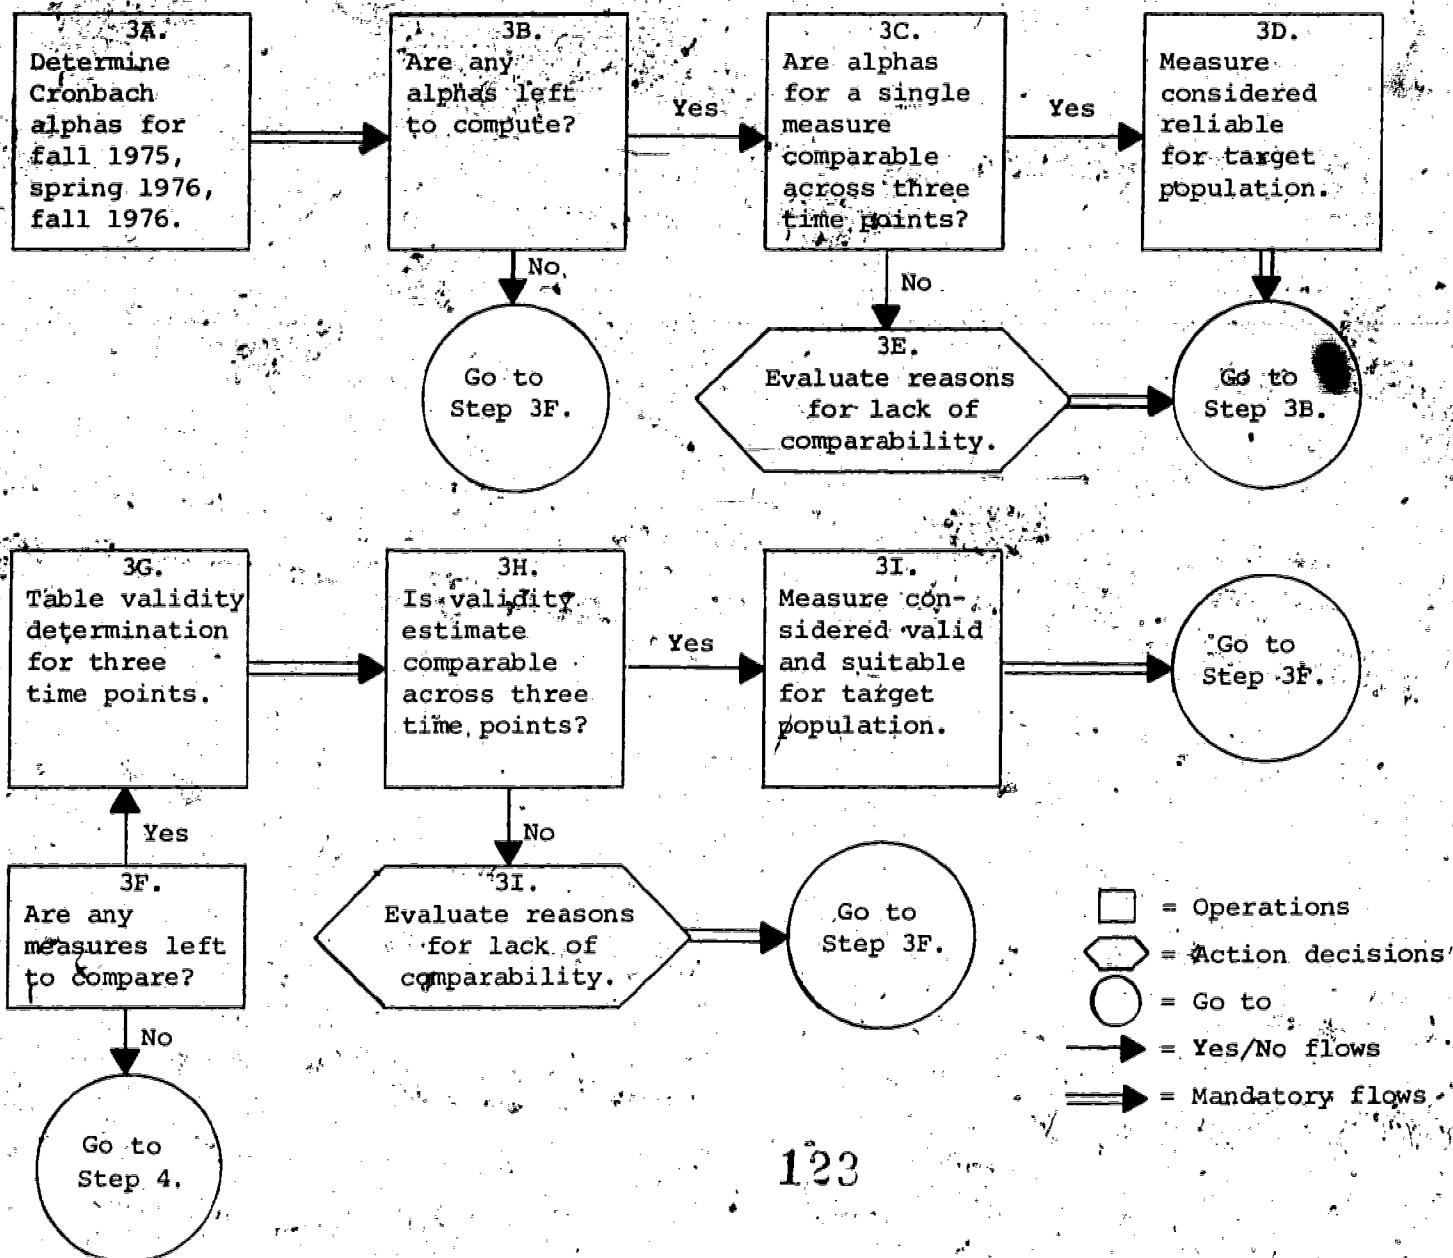 3A.
Determine
Cronbach
alphas for
fall 1975,
spring 1976,
fall 1976.
3B.
Are any
alphas left
to compute?
Yes
3C.
Are alphas
for a single
measure
comparable
across three
time points?
Yes
3D.
Measure
considered
reliable
for target
population.
No
Go to
Step 3F.
No
3E.
Evaluate reasons
for lack of
comparability.
Go to
Step 3B.
3G.
Table validity
determination
for three
time points.
3H.
Is validity
estimate
comparable
across three
time points?
Yes
3I.
Measure con-
sidered valid
and suitable
for target
population.
Go to
Step 3F.
Yes
No
3F.
Are any
measures left
to compare?
3I.
Evaluate reasons
for lack of
comparability.
Go to
Step 3F.
No
Go to
Step 4.
= Operations
= Action decisions
= Go to
= Yes/No flows
= Mandatory flows
123